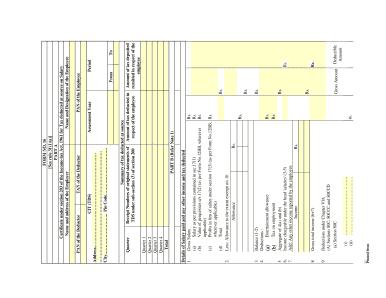 FORM NO. 16
[See rule 31(1)(a)]
PART A
Certificate under section 203 of the Income-tax Act, 1961 for Tax deducted at source on Salary
Name and address of the Employer
Name and Designation of the Employee
PAN of the Deductor
TAN of the Deductor
PAN of the Employee
CIT (TDS)
Assessment Year
Period
Address
City
Pin Code
From
To
Summary of tax deducted at source
Quarter
Receipt Numbers of original statements of TDS under sub-section (3) of section 200
Amount of tax deducted in respect of the employee
Amount of tax deposited/remitted in respect of the employee
Quarter 1
Quarter 2
Quarter 3
Quarter 4
Total
PART B (Refer Note 1)
Details of Salary paid and any other income and tax deducted
1
Gross Salary
Rs.
(a)
Salary as per provisions contained in sec. 17(1)
Rs.
(b)
Value of perquisites u/s 17(2) (as per Form No. 12BA, wherever applicable)
Rs.
(c)
Profits in lieu of salary under section 17(3) (as per Form No. 12BA, wherever applicable)
Rs.
(d)
Total
Rs.
2
Less: Allowance to the extent exempt u/s 10
Allowance
Rs.
Rs.
3
Balance (1-2)
Rs.
4
Deductions :
(a)
Entertainment allowance
Rs.
(b)
Tax on employment
Rs.
5
Aggregate of 4(a) and (b)
Rs.
6
Income chargeable under the head 'salaries' (3-5)
Rs.
7
Add: Any other income reported by the employee
Income
Rs.
Rs.
8
Gross total income (6+7)
Rs.
9
Deductions under Chapter VIA
(A) Sections 80C, 80CCC and 80CCD
(a) Section 80C
Gross Amount
Deductible Amount
(i)
Rs.
(ii)
Rs.